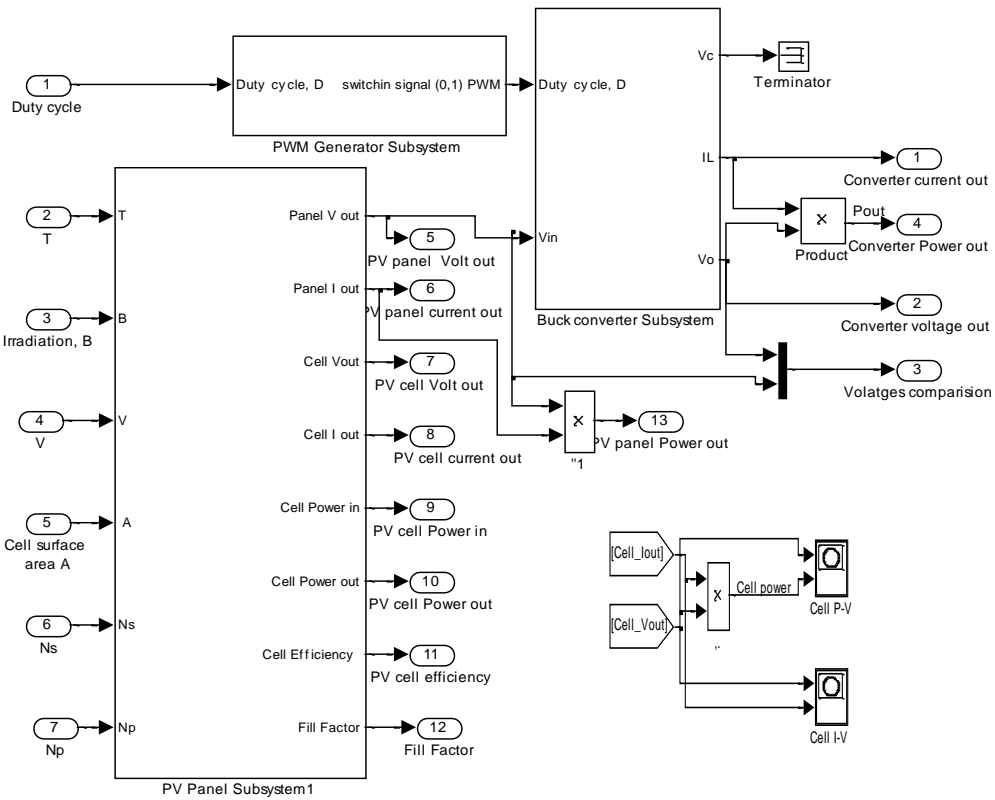 1
Duty cycle
Duty cycle, D
switchin signal (0,1) PWM
PWM Generator Subsystem
Duty cycle, D
Vc
IL
Vin
Vo
Buck converter Subsystem
Terminator
1
Converter current out
x
Product
Pout
4
Converter Power out
2
Converter voltage out
3
Volatges comparision
2
T
3
Irradiation, B
4
V
5
Cell surface
area A
6
Ns
7
Np
T
B
V
A
Ns
Np
Panel V out
Panel I out
Cell Vout
Cell I out
Cell Power in
Cell Power out
Cell Efficiency
Fill Factor
PV Panel Subsystem1
5
PV panel Volt out
6
PV panel current out
7
PV cell Volt out
8
PV cell current out
9
PV cell Power in
10
PV cell Power out
11
PV cell efficiency
12
Fill Factor
x
"1
13
PV panel Power out
[Cell_Iout]
[Cell_Vout]
x
,.
Cell power
Cell P-V
Cell I-V